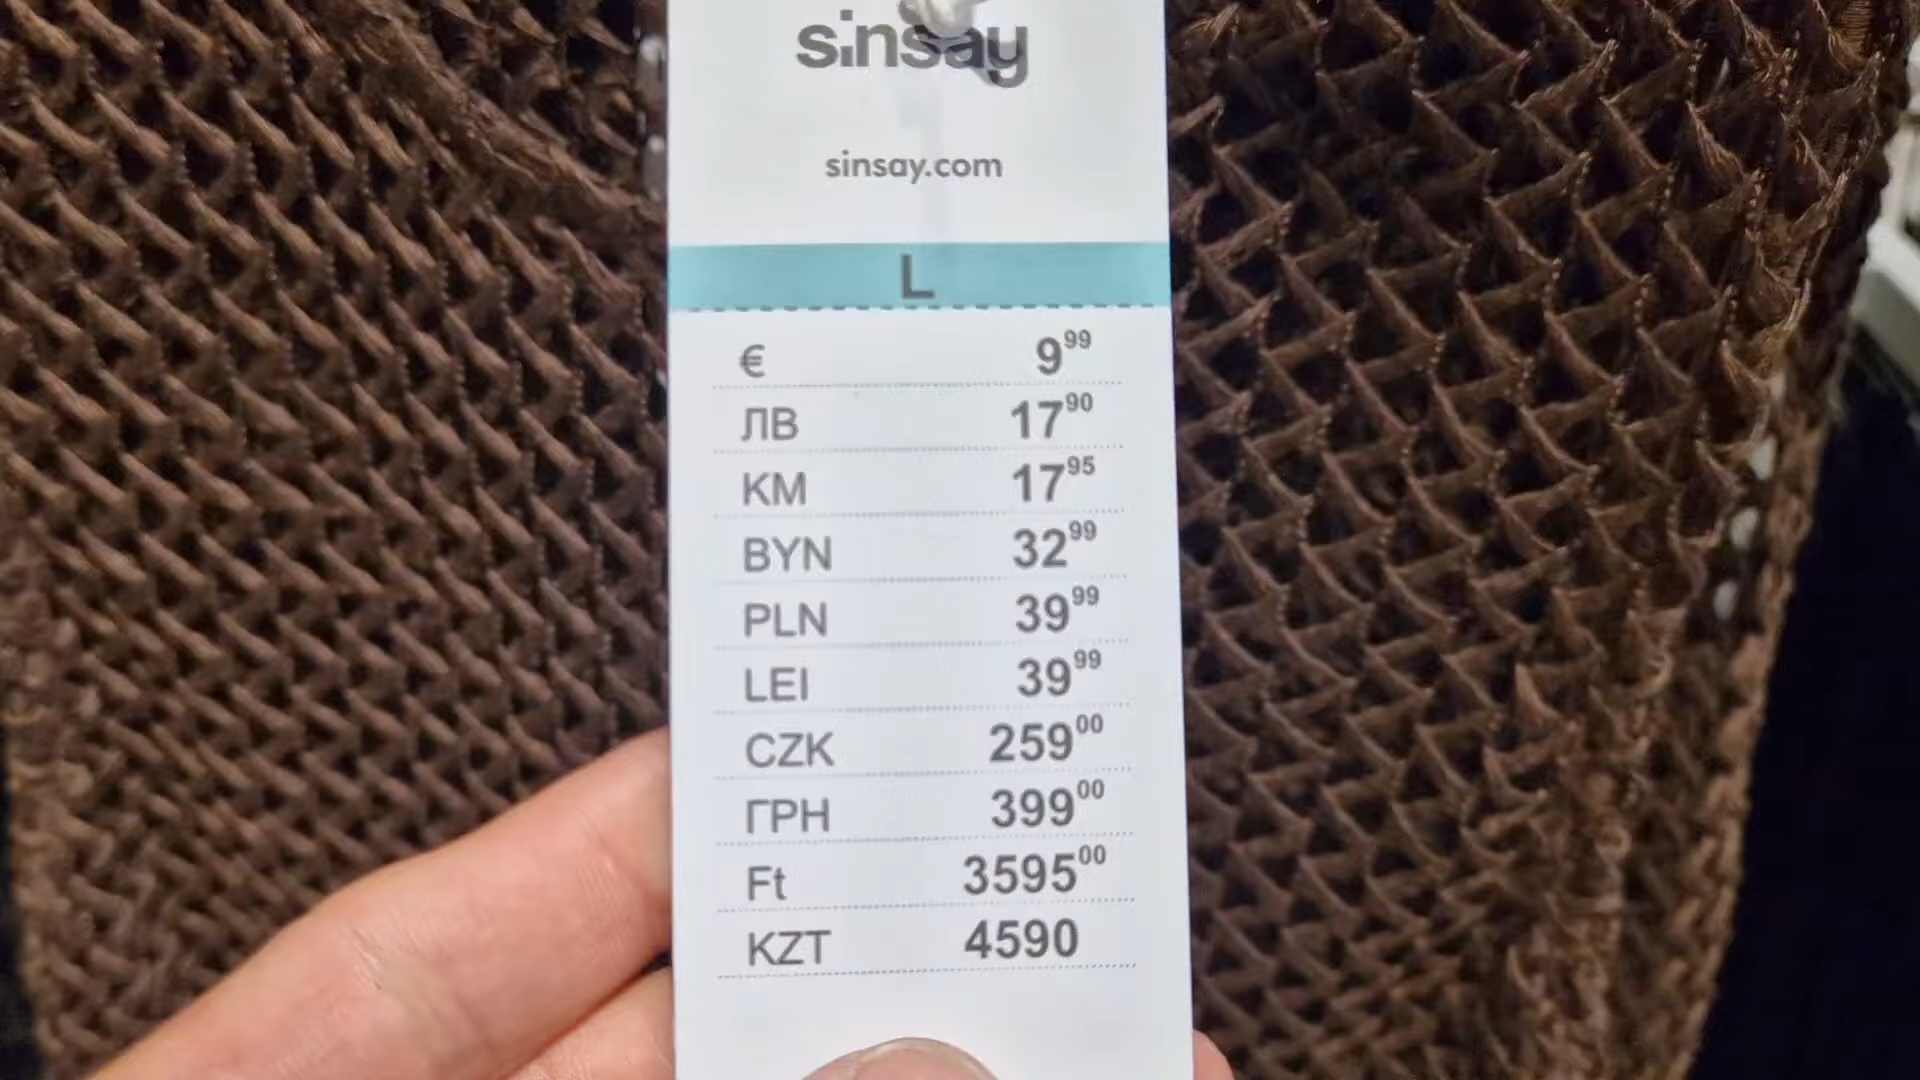 sinsay
sinsay.com
L
€ 9⁹⁹
ЛВ 17⁹⁰
KM 17⁹⁵
BYN 32⁹⁹
PLN 39⁹⁹
LEI 39⁹⁹
CZK 259⁰⁰
ГРН 399⁰⁰
Ft 3595⁰⁰
KZT 4590